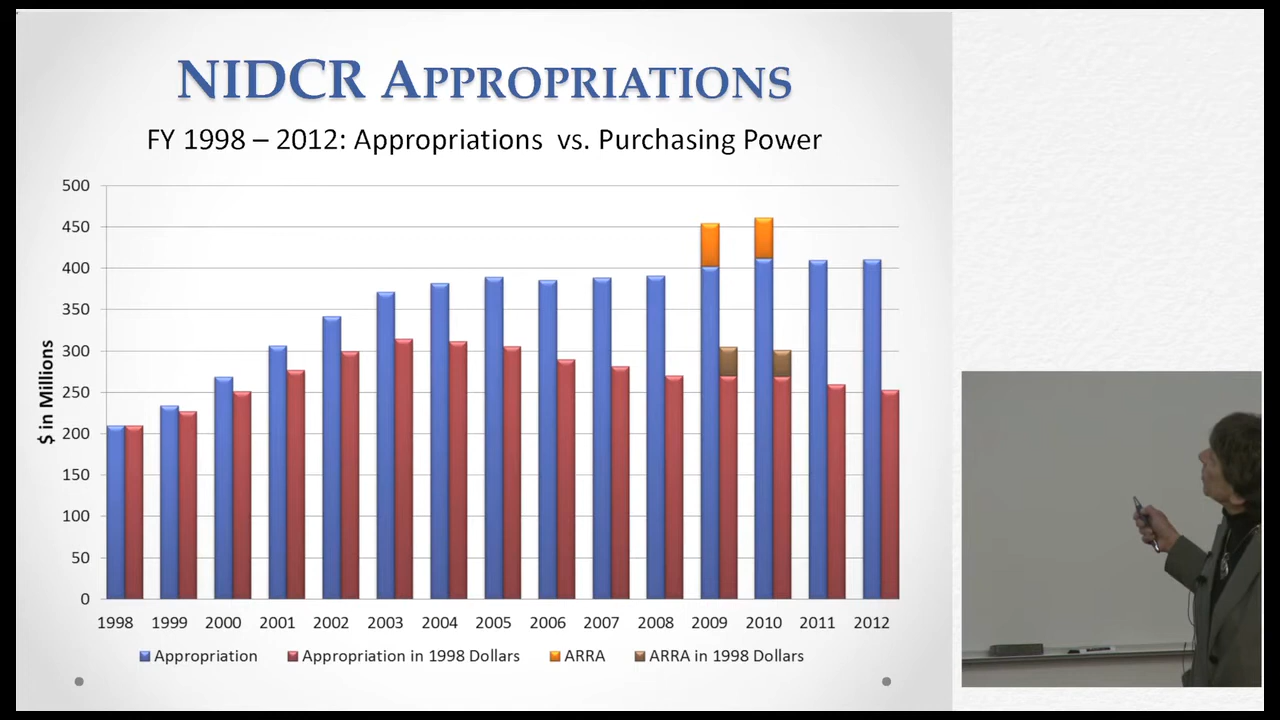 NIDCR APPROPRIATIONS
FY 1998 – 2012: Appropriations vs. Purchasing Power
$ in Millions
500
450
400
350
300
250
200
150
100
50
0
1998 1999 2000 2001 2002 2003 2004 2005 2006 2007 2008 2009 2010 2011 2012
Appropriation Appropriation in 1998 Dollars ARRA ARRA in 1998 Dollars